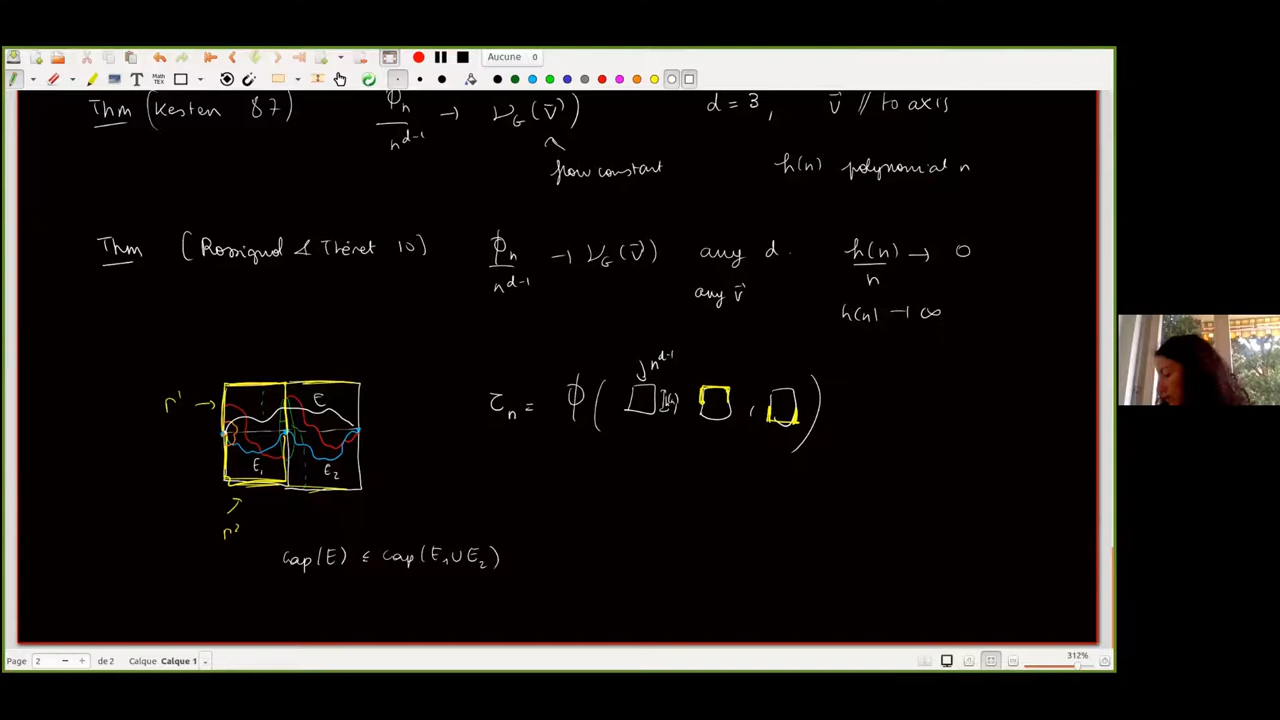 Aucune 0
Thm (Kesten 87) ϕn / n^{d-1} → ν_G(v⃗) d = 3, v⃗ // to axis
flow constant h(n) polynomial n
Thm (Rossignol & Théret 10) ϕn / n^{d-1} → ν_G(v⃗) any d. h(n) / n → 0
any v⃗ h(n) → ∞
n^{d-1}
τn = ϕ( h(n) , )
r¹ →
E
E₁ E₂
r²
cap(E) ≤ cap(E₁∪E₂)
Page 2 de 2 Calque Calque 1 312%